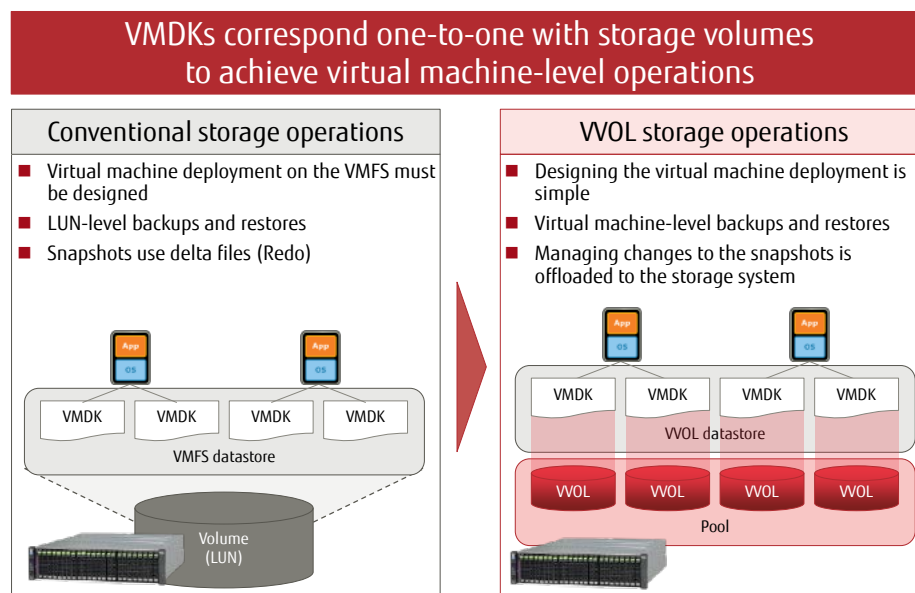 VMDKs correspond one-to-one with storage volumes
to achieve virtual machine-level operations
Conventional storage operations
Virtual machine deployment on the VMFS must
be designed
LUN-level backups and restores
Snapshots use delta files (Redo)
App
OS
App
OS
VMDK
VMDK
VMDK
VMDK
VMFS datastore
Volume
(LUN)
VVOL storage operations
Designing the virtual machine deployment is
simple
Virtual machine-level backups and restores
Managing changes to the snapshots is
offloaded to the storage system
App
OS
App
OS
VMDK
VMDK
VMDK
VMDK
VVOL datastore
VVOL
VVOL
VVOL
VVOL
Pool